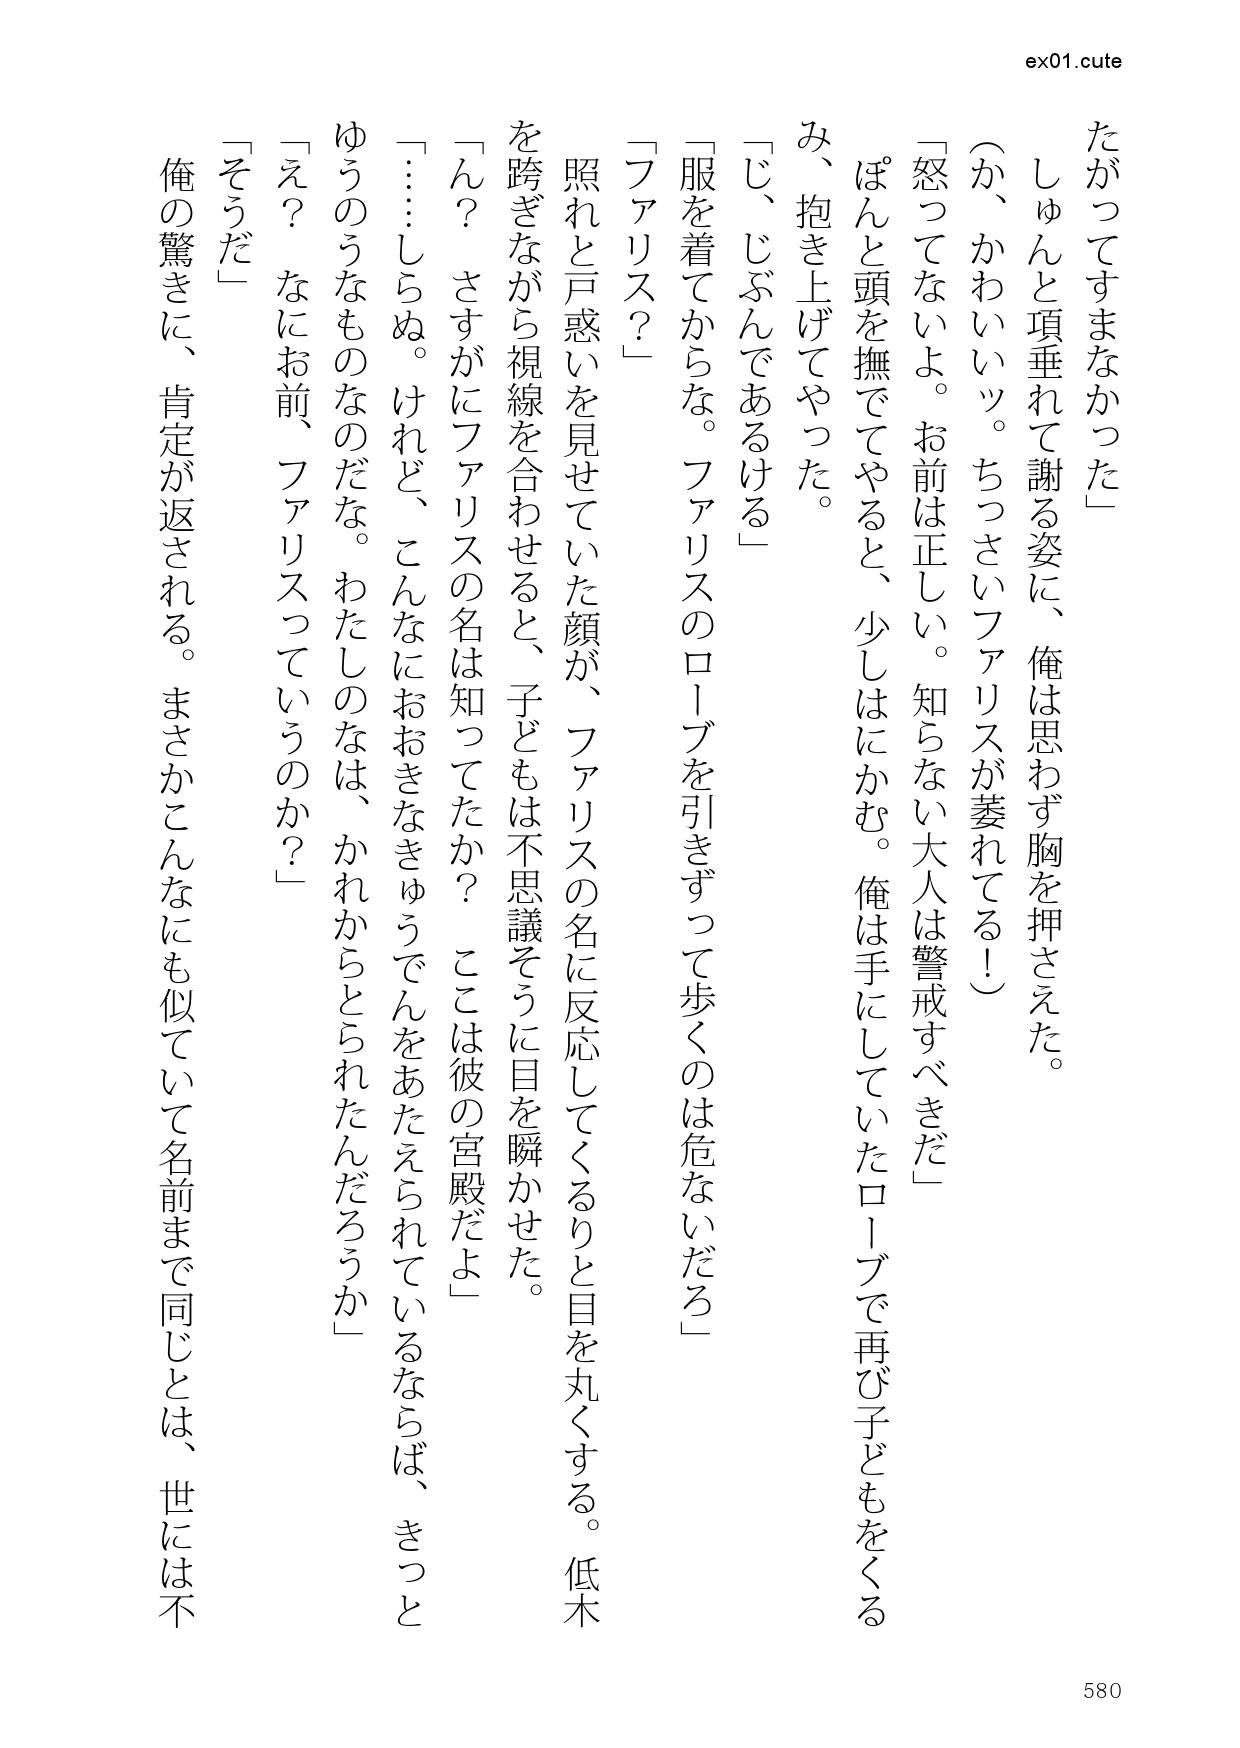 ex01.cute
たがってすまなかった」
　しゅんと項垂れて謝る姿に、俺は思わず胸を押さえた。
（か、かわいいッ。ちっさいファリスが萎れてる！）
「怒ってないよ。お前は正しい。知らない大人は警戒すべきだ」
　ぽんと頭を撫でてやると、少しはにかむ。俺は手にしていたローブで再び子どもをくる
み、抱き上げてやった。
「じ、じぶんであるける」
「服を着てからな。ファリスのローブを引きずって歩くのは危ないだろ」
「ファリス？」
　照れと戸惑いを見せていた顔が、ファリスの名に反応してくるりと目を丸くする。低木
を跨ぎながら視線を合わせると、子どもは不思議そうに目を瞬かせた。
「ん？　さすがにファリスの名は知ってたか？　ここは彼の宮殿だよ」
「……しらぬ。けれど、こんなにおおきなきゅうでんをあたえられているならば、きっと
ゆうのうなものなのだな。わたしのなは、かれからとられたんだろうか」
「え？　なにお前、ファリスっていうのか？」
「そうだ」
　俺の驚きに、肯定が返される。まさかこんなにも似ていて名前まで同じとは、世には不
580